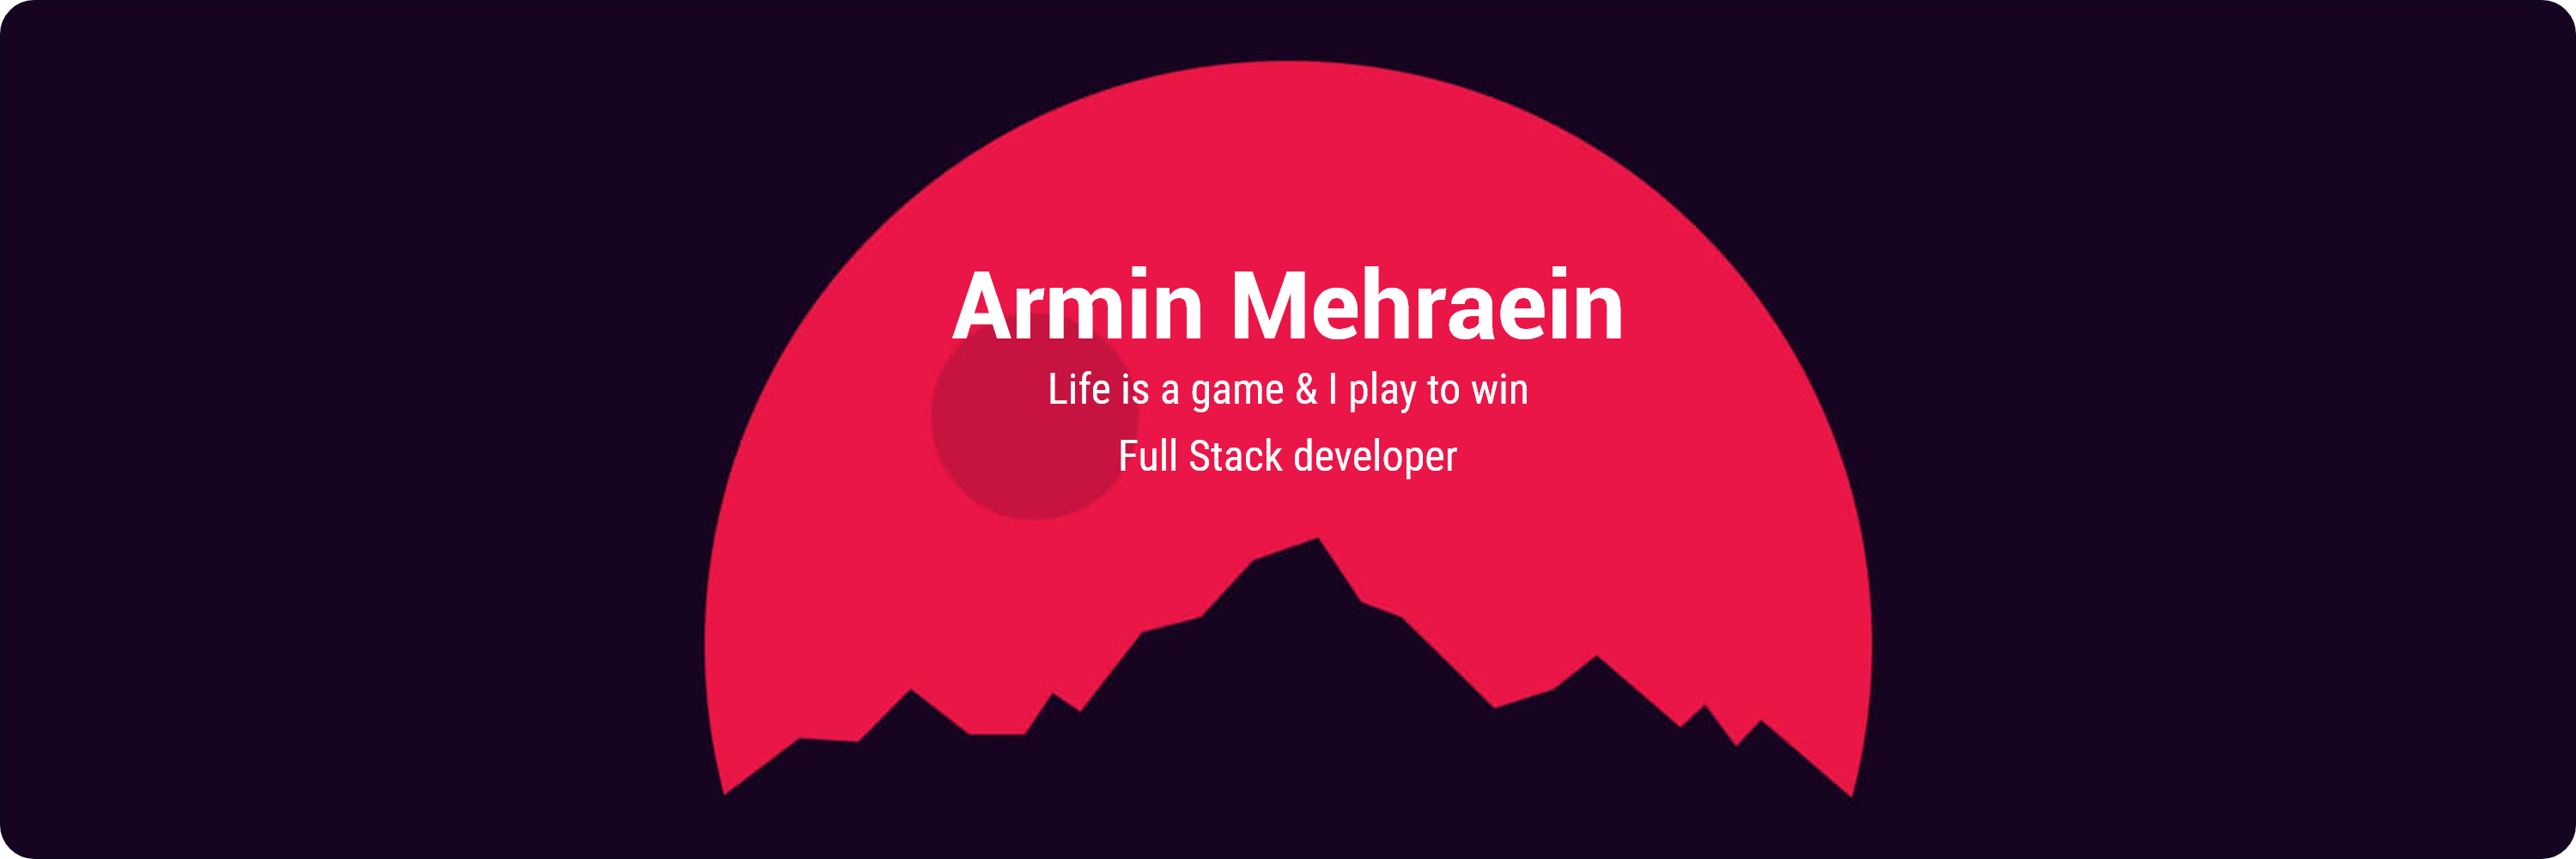 Armin Mehraein
Life is a game & I play to win
Full Stack developer